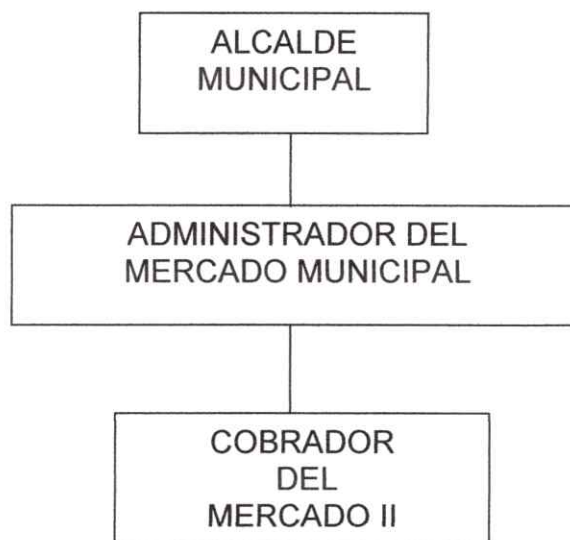 ALCALDE
MUNICIPAL
ADMINISTRADOR DEL
MERCADO MUNICIPAL
COBRADOR
DEL
MERCADO II